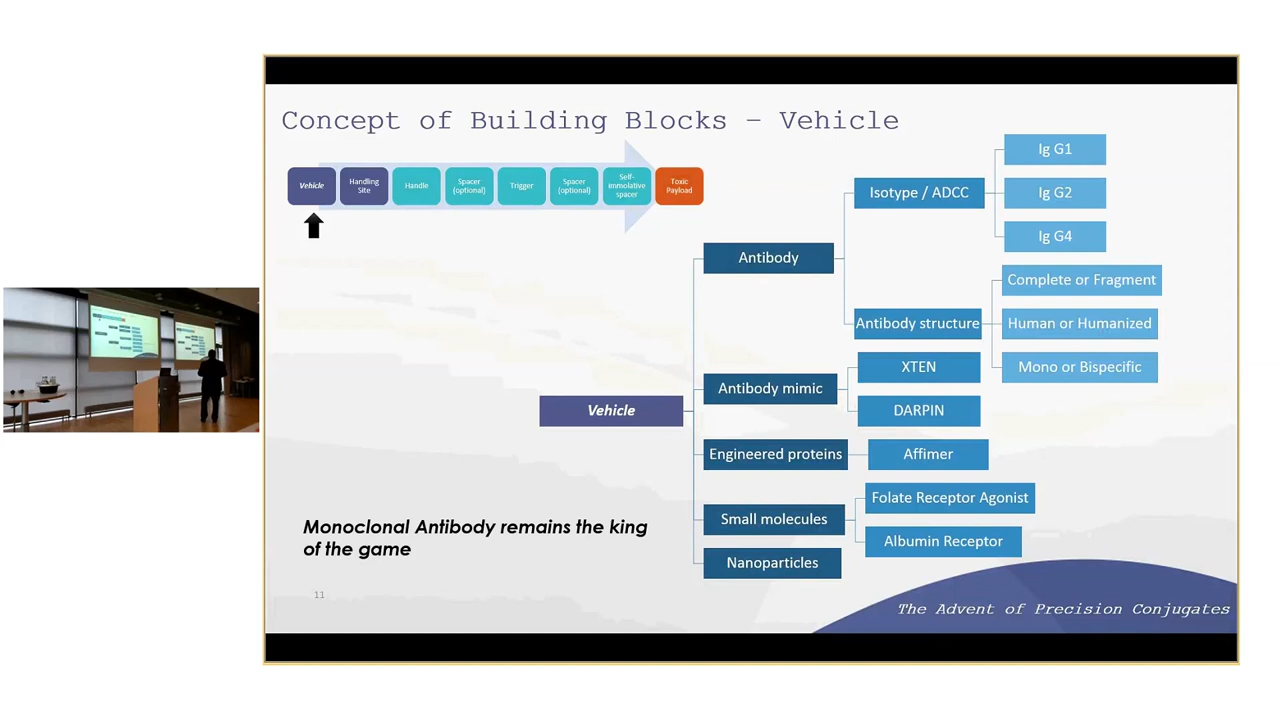 Concept of Building Blocks – Vehicle
Vehicle
Handling
Site
Handle
Spacer
(optional)
Trigger
Spacer
(optional)
Self-
immolative
spacer
Toxic
Payload
Vehicle
Antibody
Isotype / ADCC
Ig G1
Ig G2
Ig G4
Antibody structure
Complete or Fragment
Human or Humanized
Mono or Bispecific
Antibody mimic
XTEN
DARPIN
Engineered proteins
Affimer
Small molecules
Folate Receptor Agonist
Albumin Receptor
Nanoparticles
Monoclonal Antibody remains the king
of the game
11
The Advent of Precision Conjugates